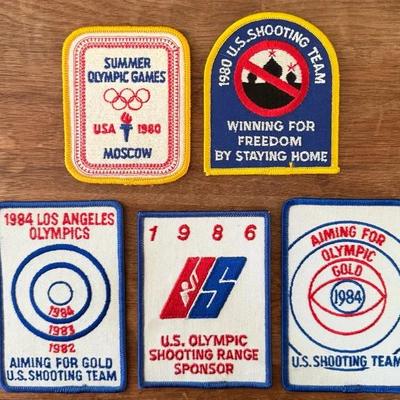 SUMMER
OLYMPIC GAMES
USA 1980
MOSCOW
1980 U.S. SHOOTING TEAM
WINNING FOR
FREEDOM
BY STAYING HOME
1984 LOS ANGELES
OLYMPICS
1984
1983
1982
AIMING FOR GOLD
U.S. SHOOTING TEAM
1986
US
U.S. OLYMPIC
SHOOTING RANGE
SPONSOR
AIMING FOR
OLYMPIC
GOLD
1984
U.S. SHOOTING TEAM